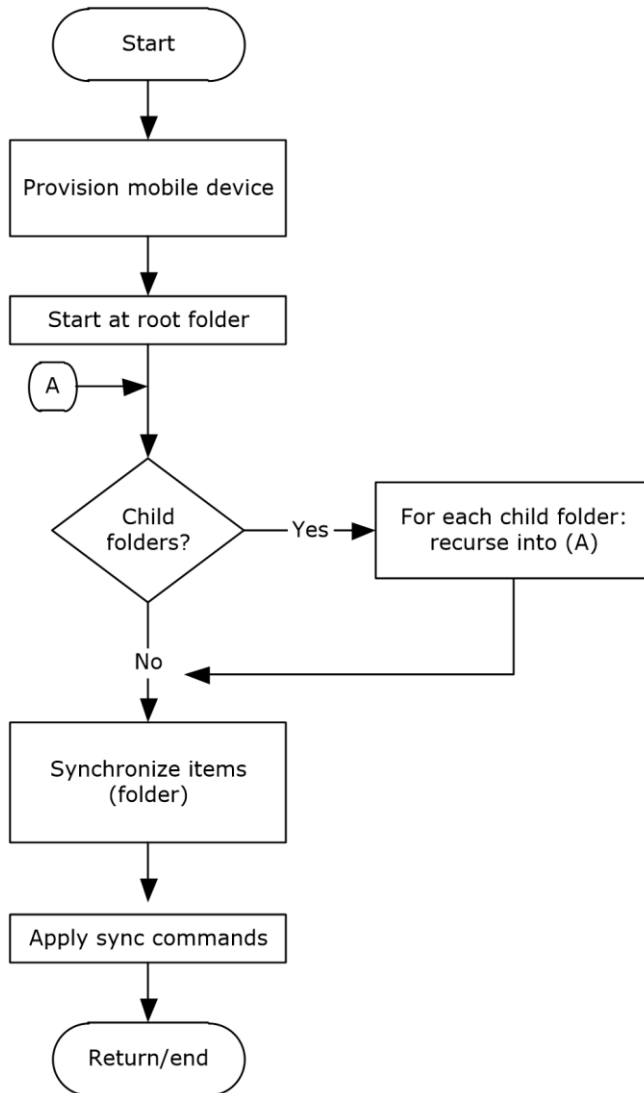 Start
Provision mobile device
Start at root folder
A
Child
folders?
Yes
For each child folder:
recurse into (A)
No
Synchronize items
(folder)
Apply sync commands
Return/end